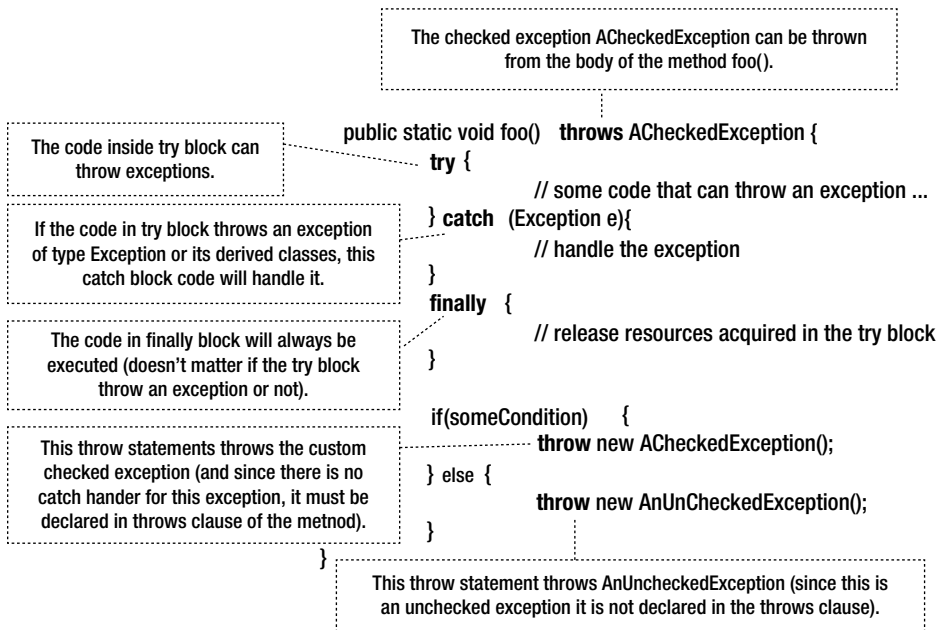 The checked exception ACheckedException can be thrown
from the body of the method foo().
public static void foo() throws ACheckedException {
The code inside try block can
throw exceptions.
try {
// some code that can throw an exception ...
} catch (Exception e){
If the code in try block throws an exception
of type Exception or its derived classes, this
catch block code will handle it.
// handle the exception
}
finally {
// release resources acquired in the try block
The code in finally block will always be
executed (doesn't matter if the try block
throw an exception or not).
}
if(someCondition) {
This throw statements throws the custom
checked exception (and since there is no
catch hander for this exception, it must be
declared in throws clause of the metnod).
throw new ACheckedException();
} else {
throw new AnUnCheckedException();
}
}
This throw statement throws AnUncheckedException (since this is
an unchecked exception it is not declared in the throws clause).